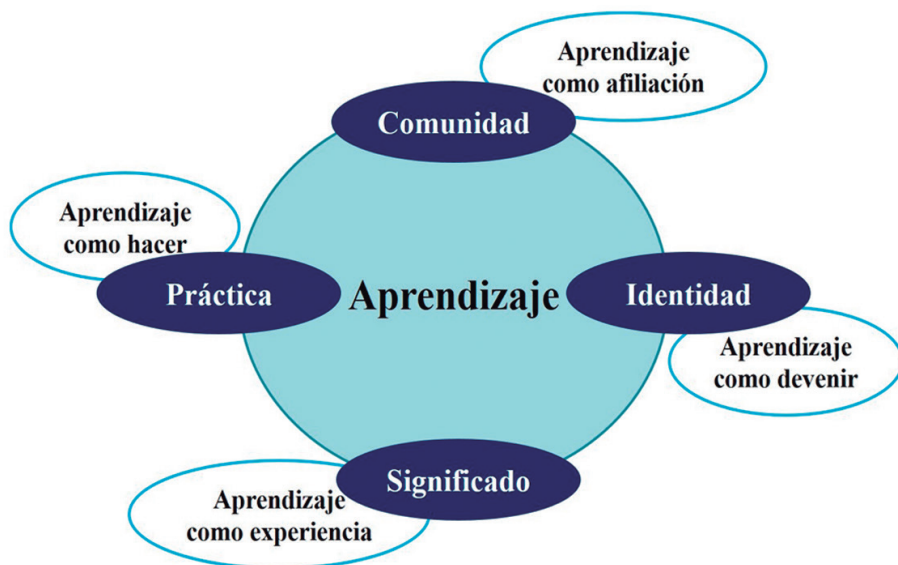 Aprendizaje
como afiliación
Comunidad
Aprendizaje
como hacer
Práctica
Aprendizaje
Identidad
Aprendizaje
como devenir
Significado
Aprendizaje
como experiencia